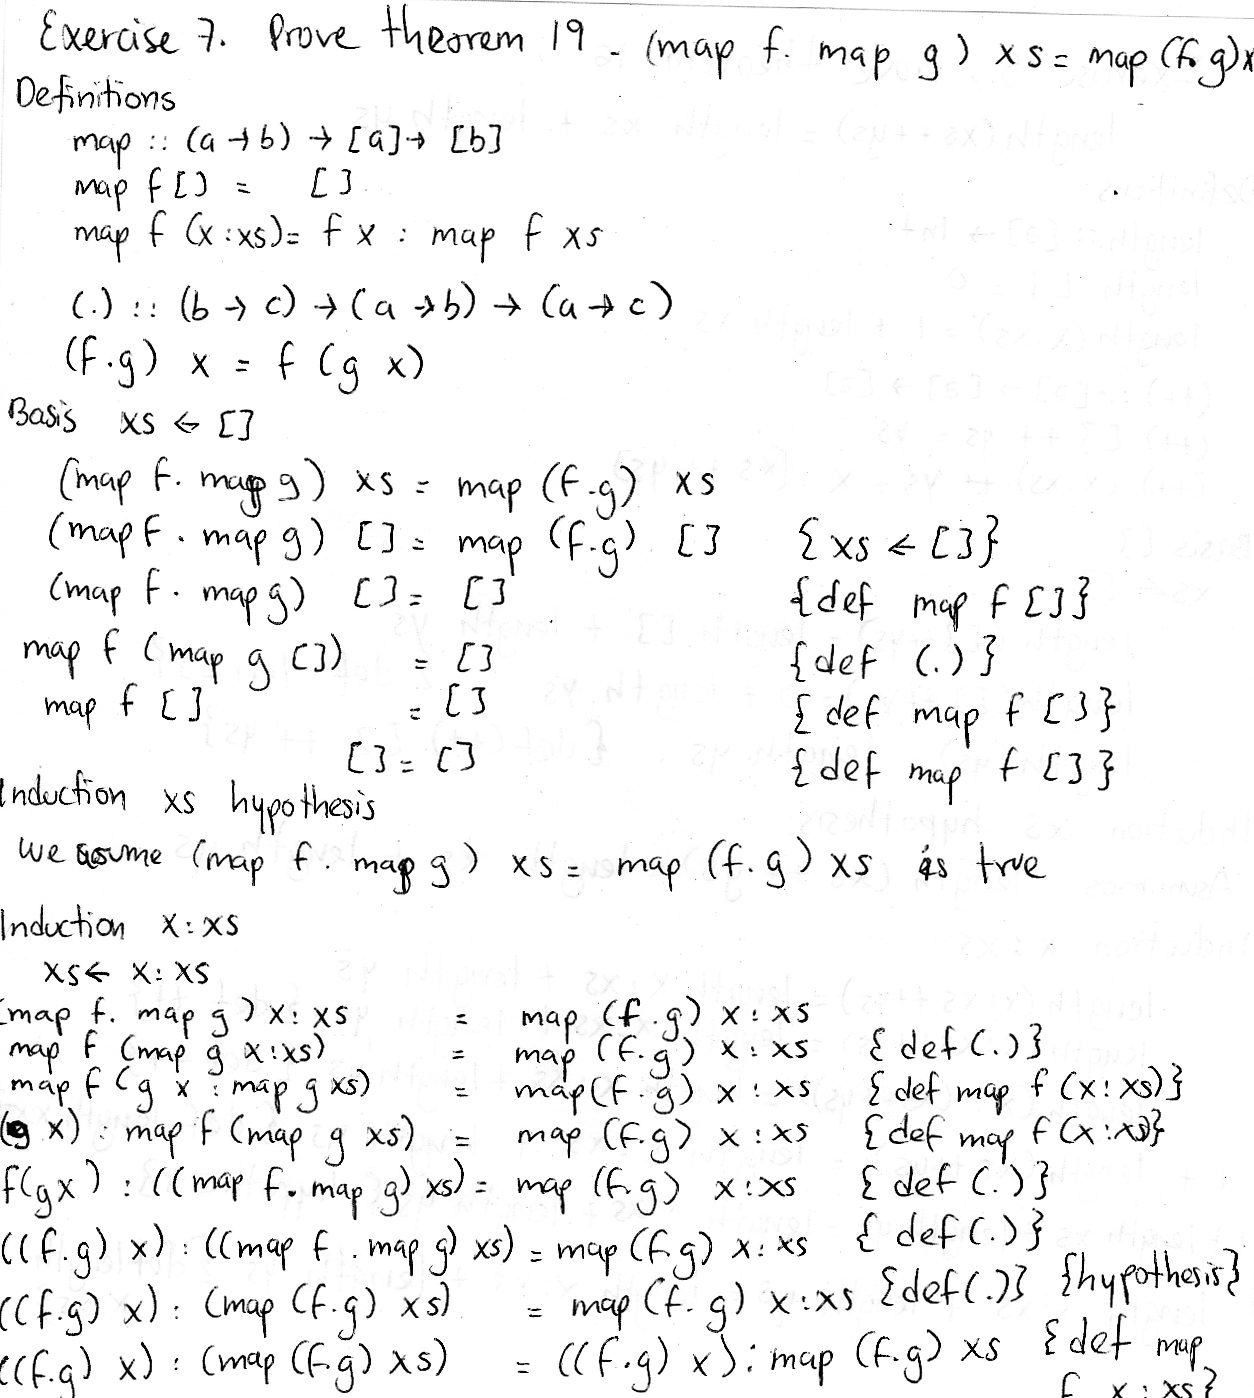 Exercise 7. Prove theorem 19 - (map f. map g) xs = map (f. g) x
Definitions
map :: (a → b) → [a] → [b]
map f [] = []
map f (x:xs) = f x : map f xs
(.) :: (b → c) → (a → b) → (a → c)
(f.g) x = f (g x)
Basis xs ← []
(map f. map g) xs = map (f.g) xs
(map f. map g) [] = map (f.g) [] {xs ← []}
(map f. map g) [] = [] {def map f []}
map f (map g []) = [] {def (.)}
map f [] = [] {def map f []}
[] = [] {def map f []}
Induction xs hypothesis
We assume (map f. map g) xs = map (f.g) xs is true
Induction x:xs
xs ← x:xs
(map f. map g) x:xs = map (f.g) x:xs
map f (map g x:xs) = map (f.g) x:xs {def (.)}
map f (g x : map g xs) = map (f.g) x:xs {def map f (x:xs)}
(g x) : map f (map g xs) = map (f.g) x:xs {def map f (x:xs)}
f(g x) : ((map f. map g) xs) = map (f.g) x:xs {def (.)}
((f.g) x) : ((map f. map g) xs) = map (f g) x:xs {def (.)}
((f.g) x) : (map (f.g) xs) = map (f. g) x:xs {def (.)} {hypothesis}
((f.g) x) : (map (f.g) xs) = ((f.g) x) : map (f.g) xs {def map
f x:xs}